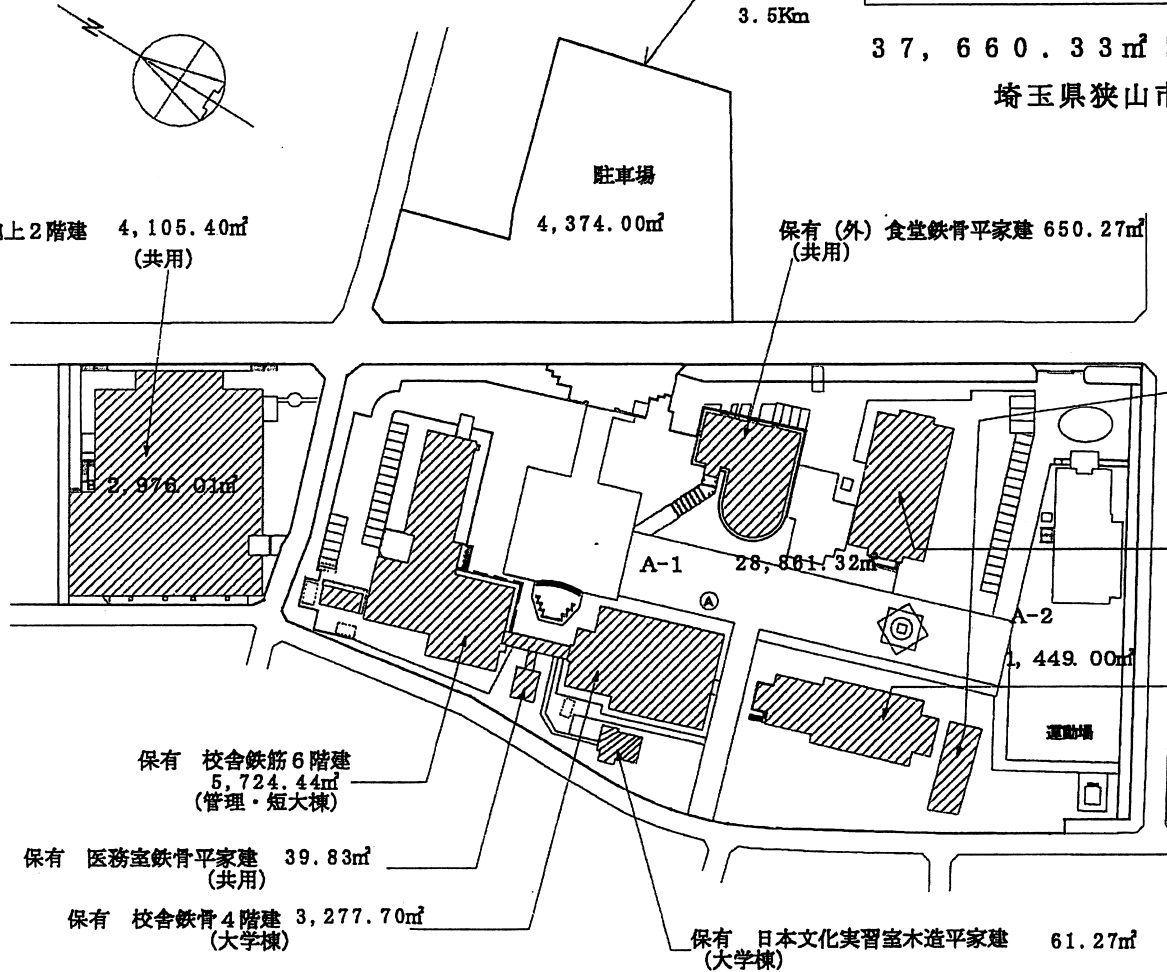 N
3.5Km
37,660.33㎡
埼玉県狭山市
駐車場
4,374.00㎡
上2階建 4,105.40㎡
(共用)
保有(外)食堂鉄骨平家建 650.27㎡
(共用)
2,976.01㎡
A-1 28,861.32㎡
A
A-2
1,449.00㎡
運動場
保有 校舎鉄筋6階建
5,724.44㎡
(管理・短大棟)
保有 医務室鉄骨平家建 39.83㎡
(共用)
保有 校舎鉄骨4階建 3,277.70㎡
(大学棟)
保有 日本文化実習室木造平家建 61.27㎡
(大学棟)